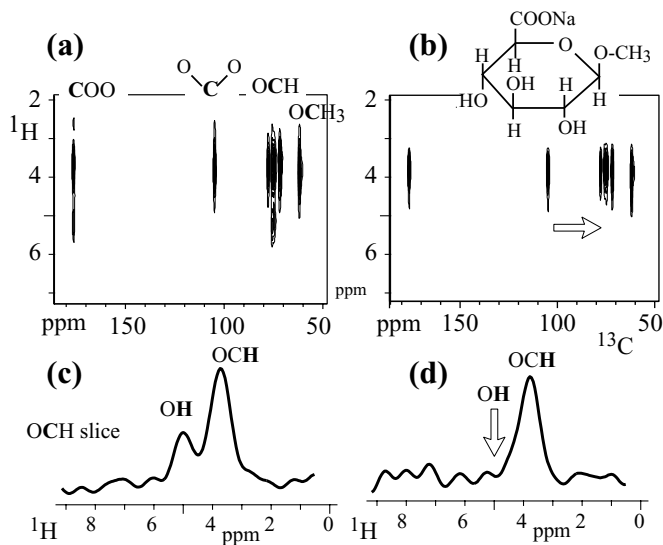 (a)
COO
O O
C
OCH
OCH3
2
1H
4
6
ppm
ppm 150 100 50
(b)
COONa
H O O-CH3
H
OH H
HO H
H OH
2
4
6
ppm 150 100 50
13C
(c)
OCH
OH
OCH slice
1H 8 6 4 ppm 2 0
(d)
OCH
OH
1H 8 6 4 ppm 2 0